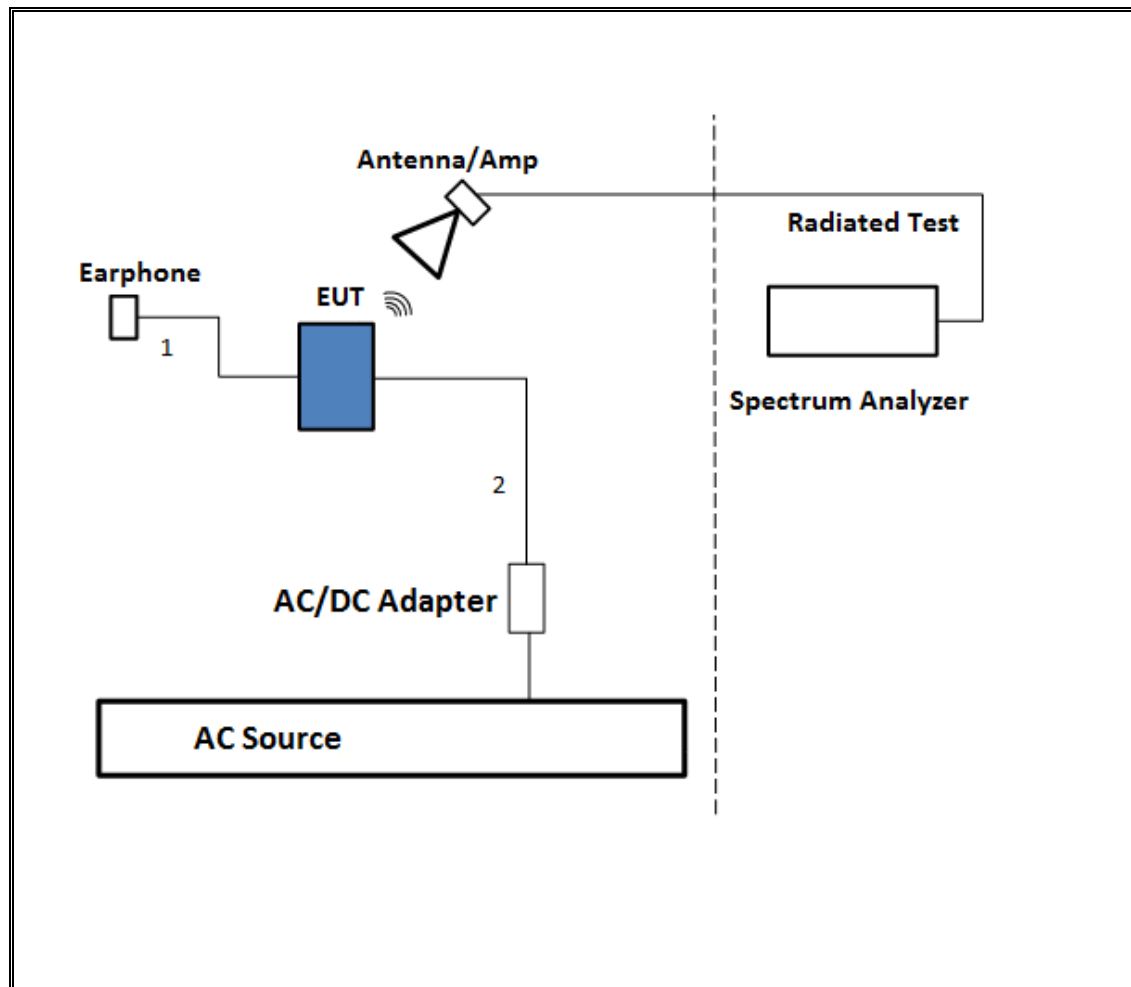 Antenna/Amp
Radiated Test
Earphone
EUT
1
Spectrum Analyzer
2
AC/DC Adapter
AC Source